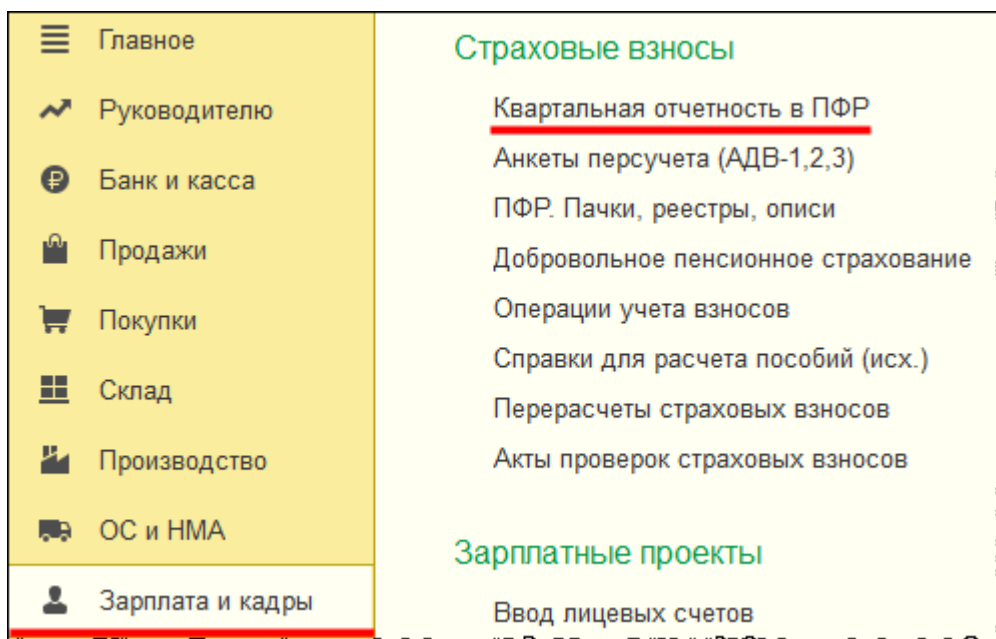 Главное
Руководителю
Банк и касса
Продажи
Покупки
Склад
Производство
ОС и НМА
Зарплата и кадры
Страховые взносы
Квартальная отчетность в ПФР
Анкеты персучета (АДВ-1,2,3)
ПФР. Пачки, реестры, описи
Добровольное пенсионное страхование
Операции учета взносов
Справки для расчета пособий (исх.)
Перерасчеты страховых взносов
Акты проверок страховых взносов
Зарплатные проекты
Ввод лицевых счетов